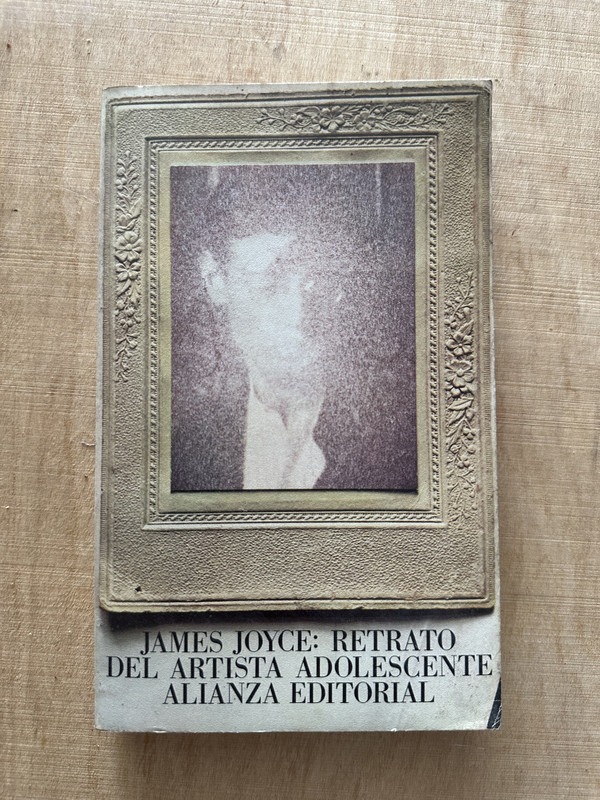 JAMES JOYCE: RETRATO
DEL ARTISTA ADOLESCENTE
ALIANZA EDITORIAL